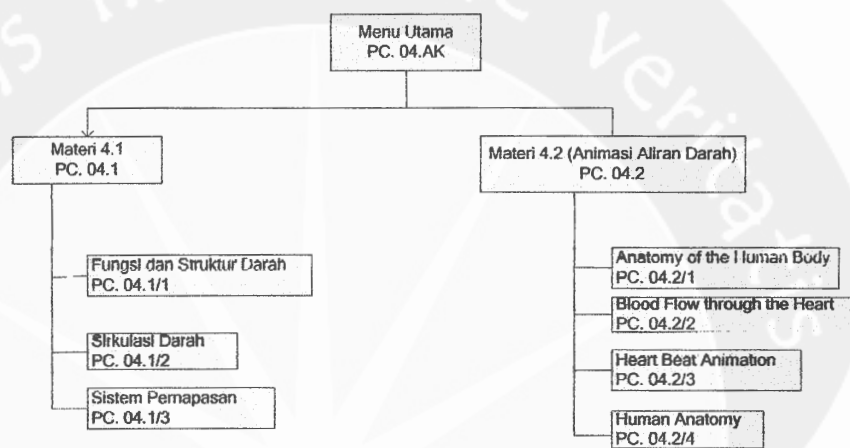 Menu Utama
PC. 04.AK
Materi 4.1
PC. 04.1
Materi 4.2 (Animasi Aliran Darah)
PC. 04.2
Fungsi dan Struktur Darah
PC. 04.1/1
Sirkulasi Darah
PC. 04.1/2
Sistem Pernapasan
PC. 04.1/3
Anatomy of the Human Body
PC. 04.2/1
Blood Flow through the Heart
PC. 04.2/2
Heart Beat Animation
PC. 04.2/3
Human Anatomy
PC. 04.2/4
veritatis